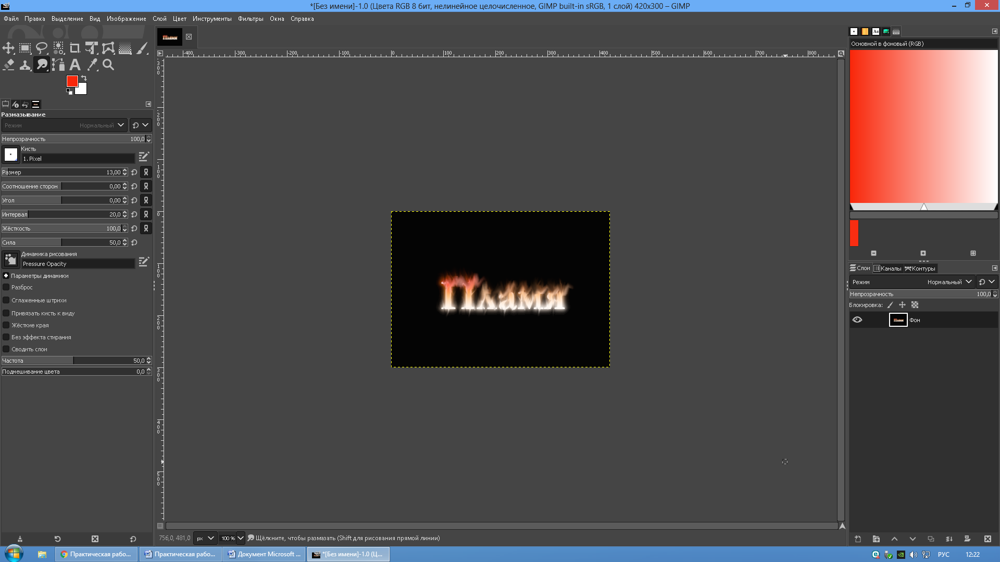 *[Без имени]-1.0 (Цвета RGB 8 бит, нелинейное целочисленное, GIMP built-in sRGB, 1 слой) 420x300 – GIMP
Файл Правка Выделение Вид Изображение Слой Цвет Инструменты Фильтры Окна Справка
Основной в фоновый (RGB)
-400 -300 -200 -100 0 100 200 300 400 500 600 700 800
Размазывание
Режим Нормальный
Непрозрачность 100,0
Кисть
1. Pixel
Размер 13,00
Соотношение сторон 0,00
Угол 0,00
Интервал 20,0
Жёсткость 100,0
Сила 50,0
Динамика рисования
Pressure Opacity
Параметры динамики
Разброс
Сглаженные штрихи
Привязать кисть к виду
Жёсткие края
Без эффекта стирания
Сводить слои
Частота 50,0
Подмешивание цвета 0,0
Пламя
Слои Каналы Контуры
Режим Нормальный
Непрозрачность 100,0
Блокировка:
Фон
756,0, 481,0 px 100 % Щёлкните, чтобы размазать (Shift для рисования прямой линии)
Практическая рабо... Практическая рабо... Документ Microsoft ... *[Без имени]-1.0 (Ц... РУС 12:22